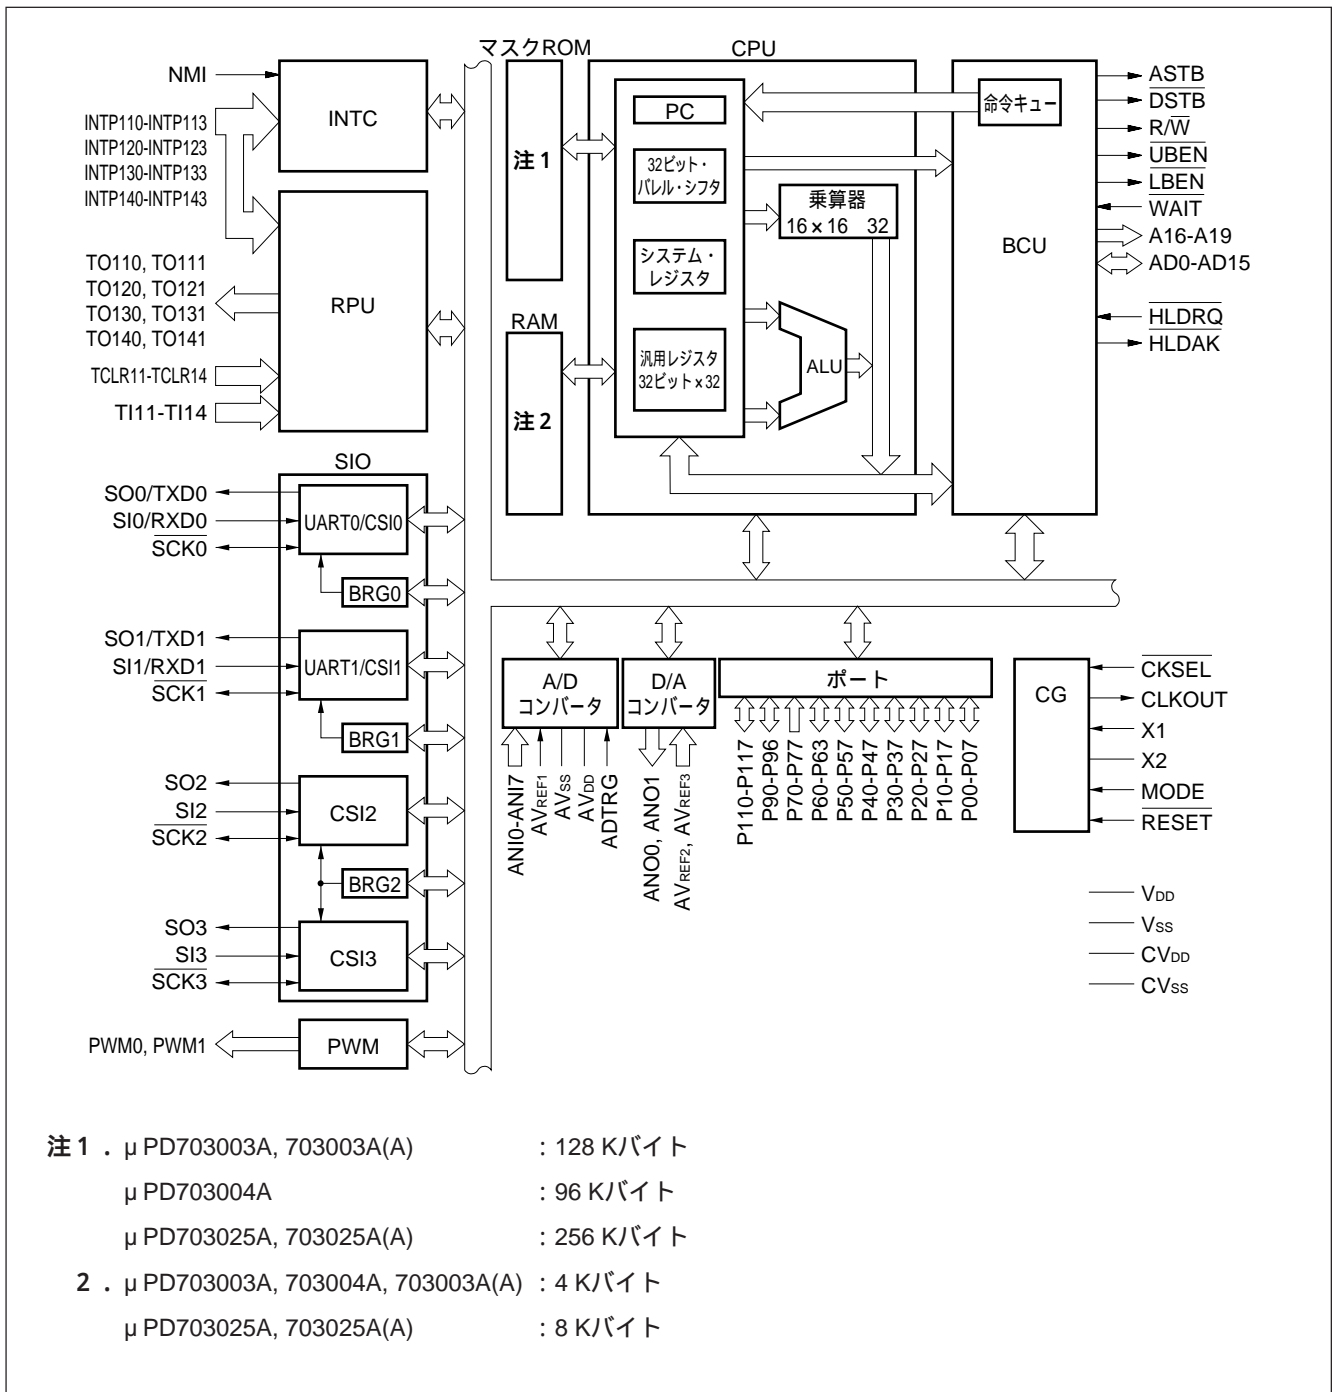 マスクROM
CPU
NMI
INTP110-INTP113
INTP120-INTP123
INTP130-INTP133
INTP140-INTP143
INTC
TO110, TO111
TO120, TO121
TO130, TO131
TO140, TO141
TCLR11-TCLR14
TI11-TI14
RPU
注1
RAM
注2
PC
32ビット・
バレル・シフタ
システム・
レジスタ
汎用レジスタ
32ビット×32
乗算器
16×16 32
ALU
命令キュー
BCU
ASTB
DSTB
R/W
UBEN
LBEN
WAIT
A16-A19
AD0-AD15
HLDRQ
HLDAK
SIO
SO0/TXD0
SI0/RXD0
SCK0
UART0/CSI0
BRG0
SO1/TXD1
SI1/RXD1
SCK1
UART1/CSI1
BRG1
SO2
SI2
SCK2
CSI2
BRG2
SO3
SI3
SCK3
CSI3
PWM0, PWM1
PWM
A/D
コンバータ
D/A
コンバータ
ポート
ANI0-ANI7
AVREF1
AVSS
AVDD
ADTRG
ANO0, ANO1
AVREF2, AVREF3
P110-P117
P90-P96
P70-P77
P60-P63
P50-P57
P40-P47
P30-P37
P20-P27
P10-P17
P00-P07
CG
CKSEL
CLKOUT
X1
X2
MODE
RESET
VDD
VSS
CVDD
CVSS
注1．μPD703003A, 703003A(A) : 128 Kバイト
μPD703004A : 96 Kバイト
μPD703025A, 703025A(A) : 256 Kバイト
2．μPD703003A, 703004A, 703003A(A) : 4 Kバイト
μPD703025A, 703025A(A) : 8 Kバイト